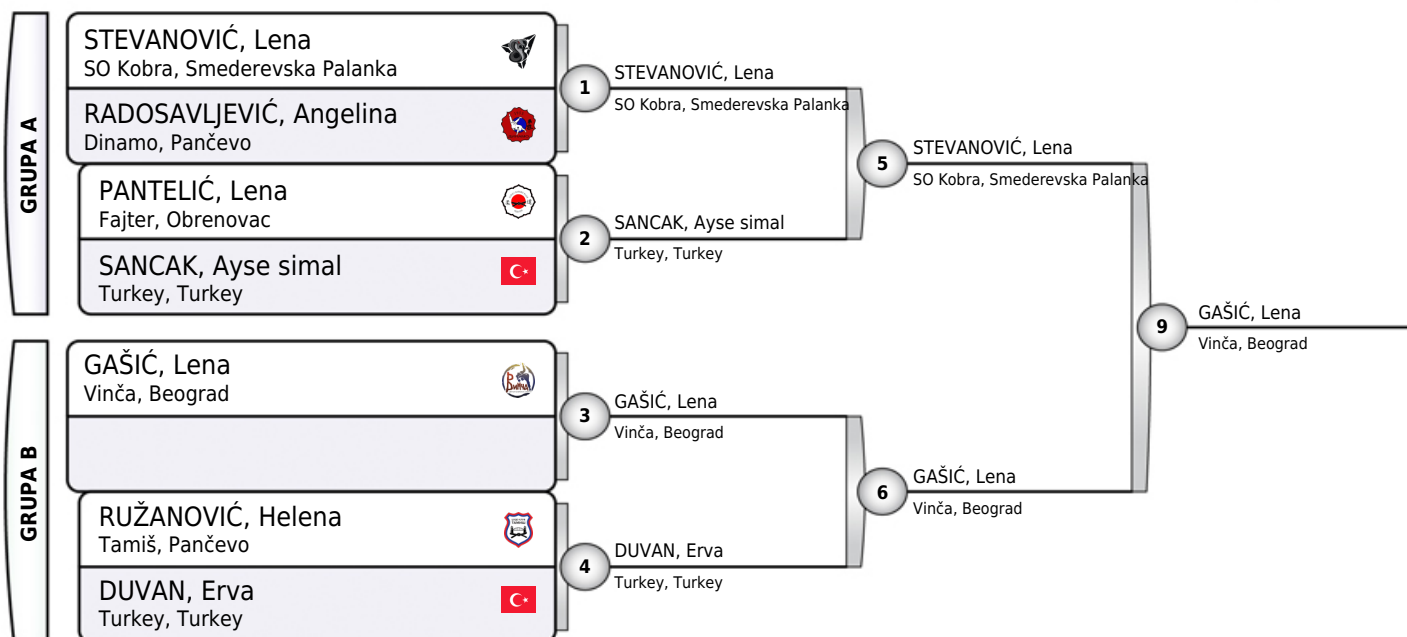 GRUPA A
STEVANOVIĆ, Lena
SO Kobra, Smederevska Palanka
RADOSAVLJEVIĆ, Angelina
Dinamo, Pančevo
PANTELIĆ, Lena
Fajter, Obrenovac
SANCAK, Ayse simal
Turkey, Turkey
1
STEVANOVIĆ, Lena
SO Kobra, Smederevska Palanka
2
SANCAK, Ayse simal
Turkey, Turkey
5
STEVANOVIĆ, Lena
SO Kobra, Smederevska Palanka
GRUPA B
GAŠIĆ, Lena
Vinča, Beograd
RUŽANOVIĆ, Helena
Tamiš, Pančevo
DUVAN, Erva
Turkey, Turkey
3
GAŠIĆ, Lena
Vinča, Beograd
4
DUVAN, Erva
Turkey, Turkey
6
GAŠIĆ, Lena
Vinča, Beograd
9
GAŠIĆ, Lena
Vinča, Beograd